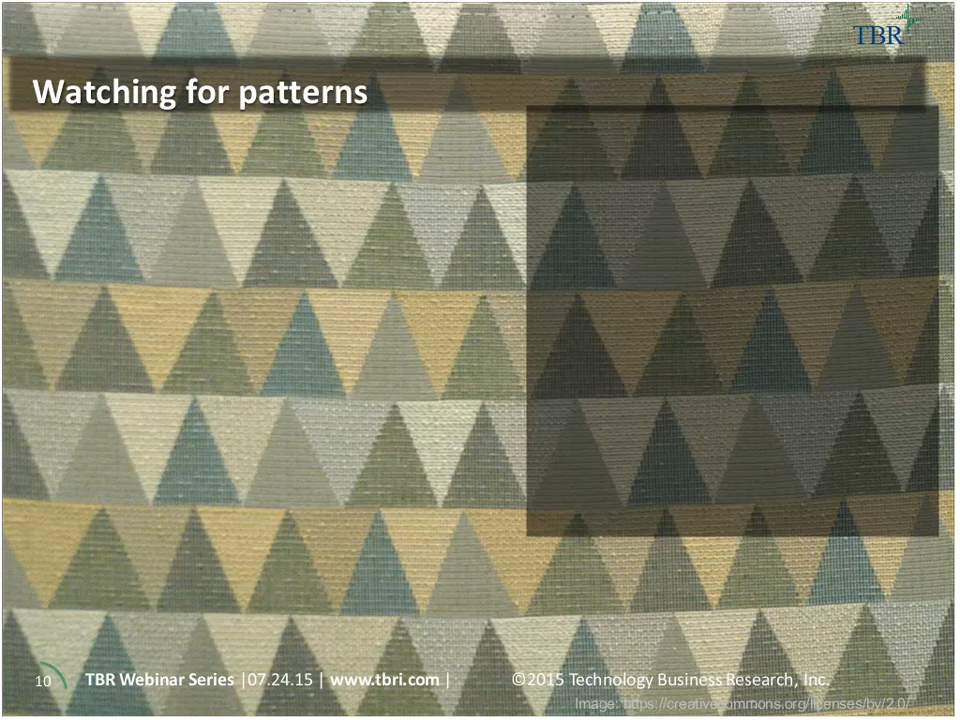 TBR
Watching for patterns
10 TBR Webinar Series |07.24.15 | www.tbri.com | ©2015 Technology Business Research, Inc.
Image: https://creativecommons.org/licenses/by/2.0/